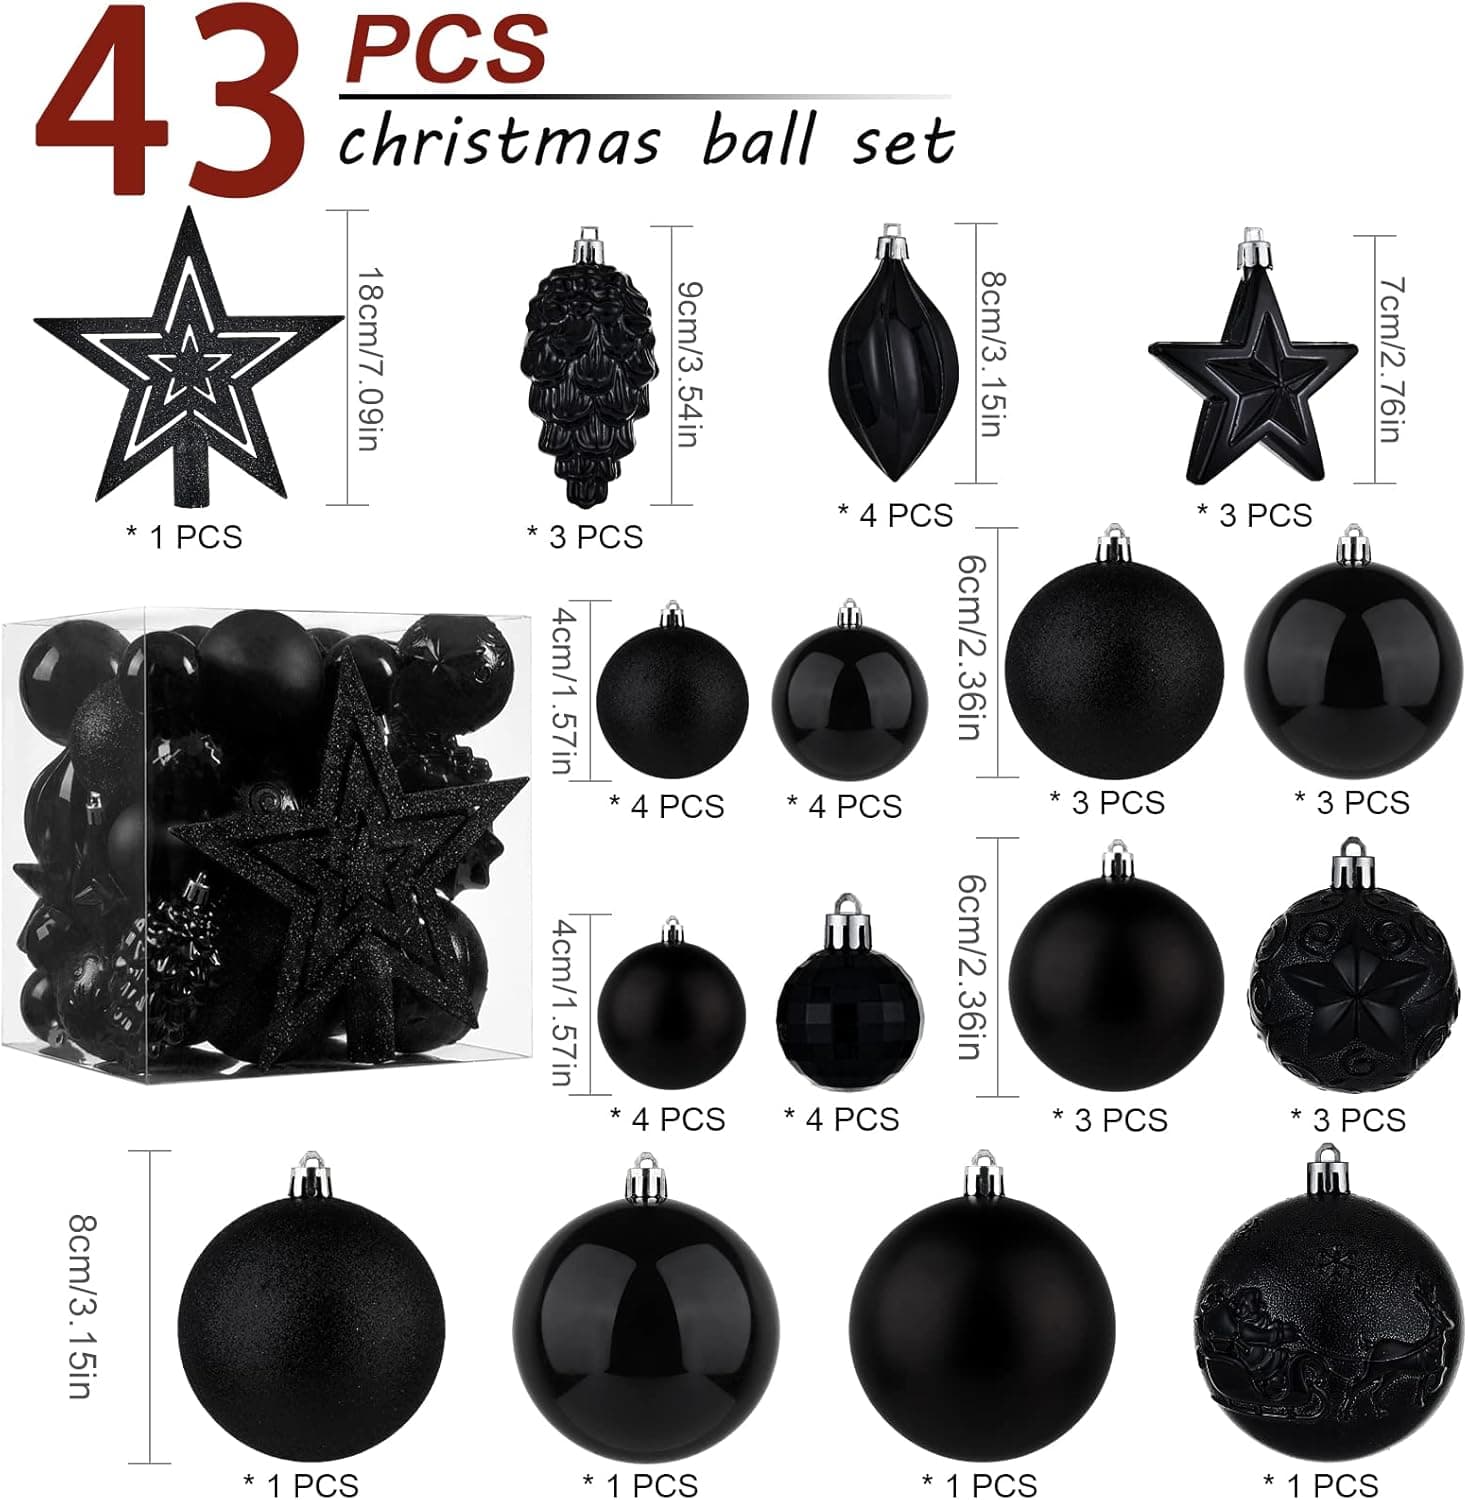 43 PCS
christmas ball set
18cm/7.09in
9cm/3.54in
8cm/3.15in
7cm/2.76in
* 1 PCS
* 3 PCS
* 4 PCS
* 3 PCS
4cm/1.57in
6cm/2.36in
* 4 PCS
* 4 PCS
* 3 PCS
* 3 PCS
4cm/1.57in
6cm/2.36in
* 4 PCS
* 4 PCS
* 3 PCS
* 3 PCS
8cm/3.15in
* 1 PCS
* 1 PCS
* 1 PCS
* 1 PCS